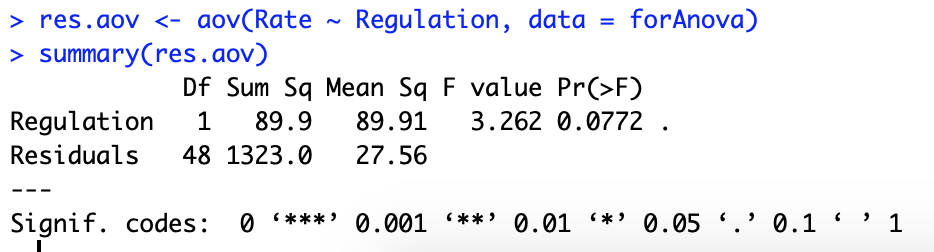 > res.aov <- aov(Rate ~ Regulation, data = forAnova)
> summary(res.aov)
            Df Sum Sq Mean Sq F value Pr(>F)
Regulation   1   89.9   89.91   3.262 0.0772 .
Residuals   48 1323.0   27.56
---
Signif. codes:  0 ‘***’ 0.001 ‘**’ 0.01 ‘*’ 0.05 ‘.’ 0.1 ‘ ’ 1